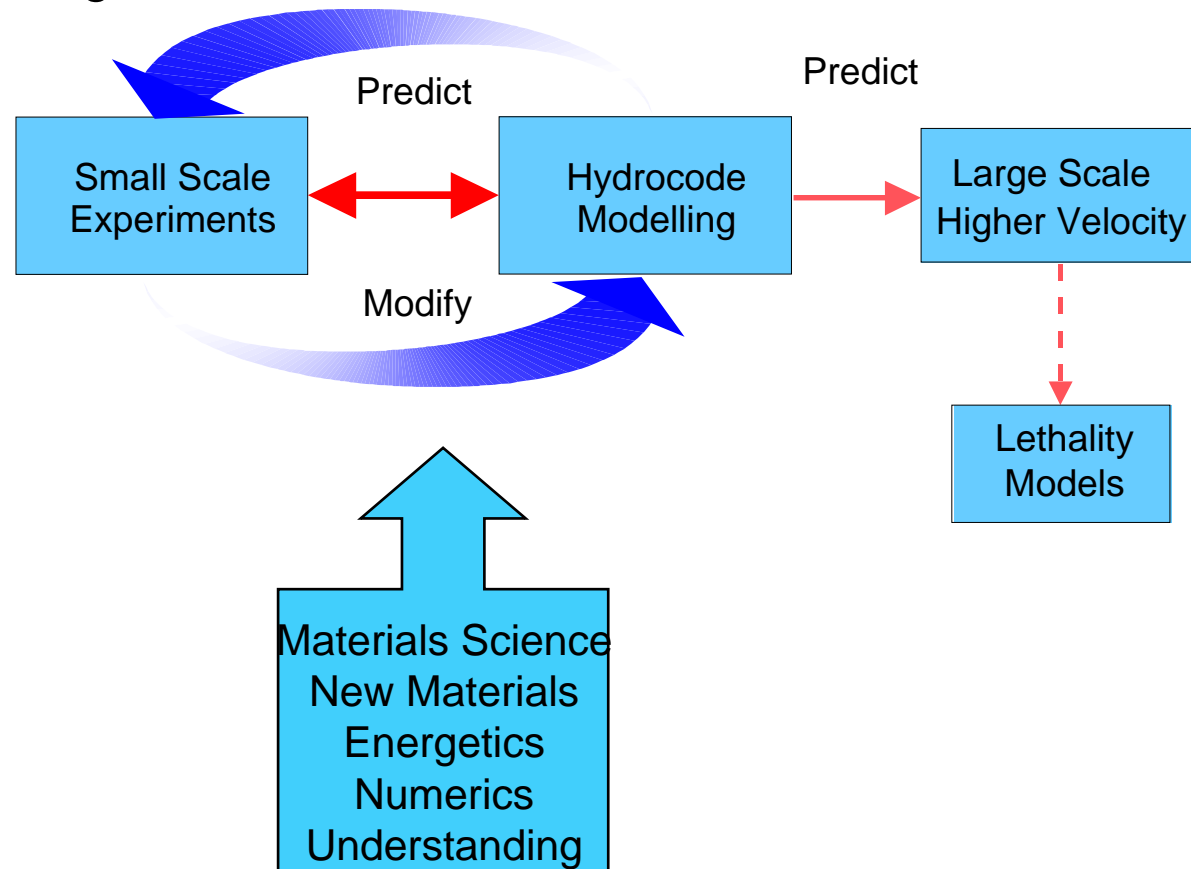 Predict
Predict
Small Scale
Experiments
Hydrocode
Modelling
Large Scale
Higher Velocity
Modify
Lethality
Models
Materials Science
New Materials
Energetics
Numerics
Understanding